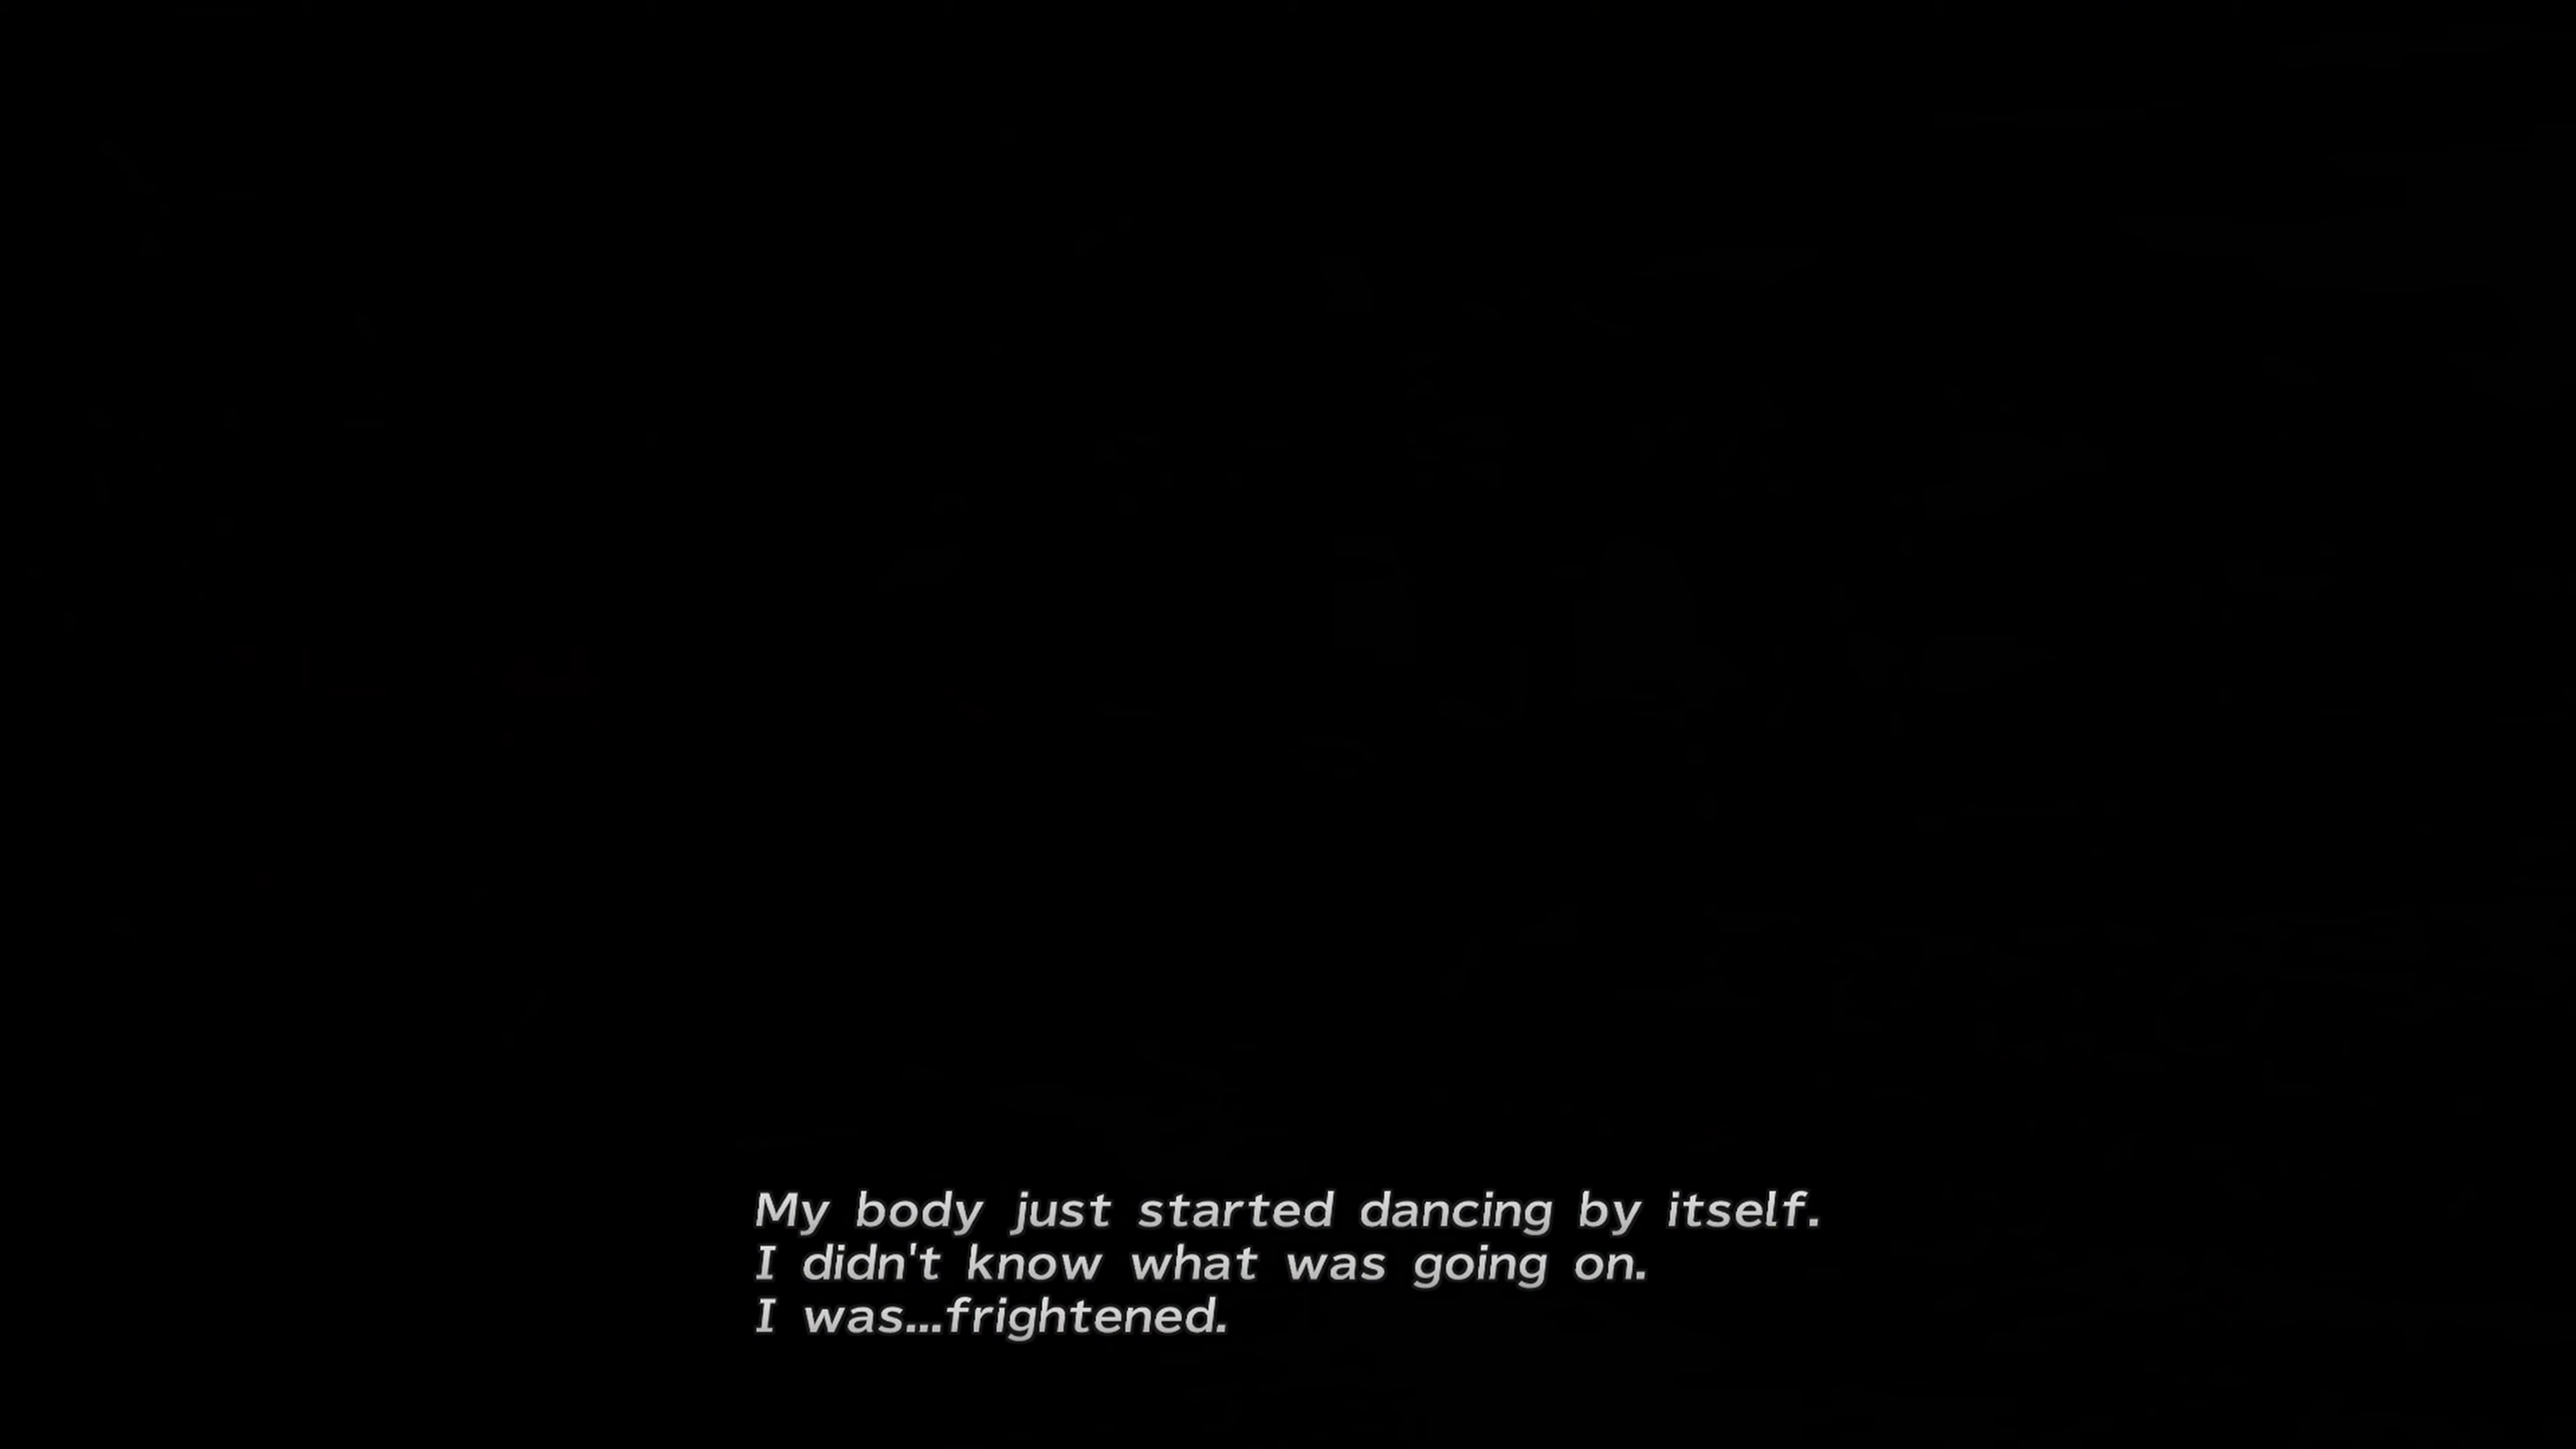 My body just started dancing by itself.
I didn't know what was going on.
I was...frightened.